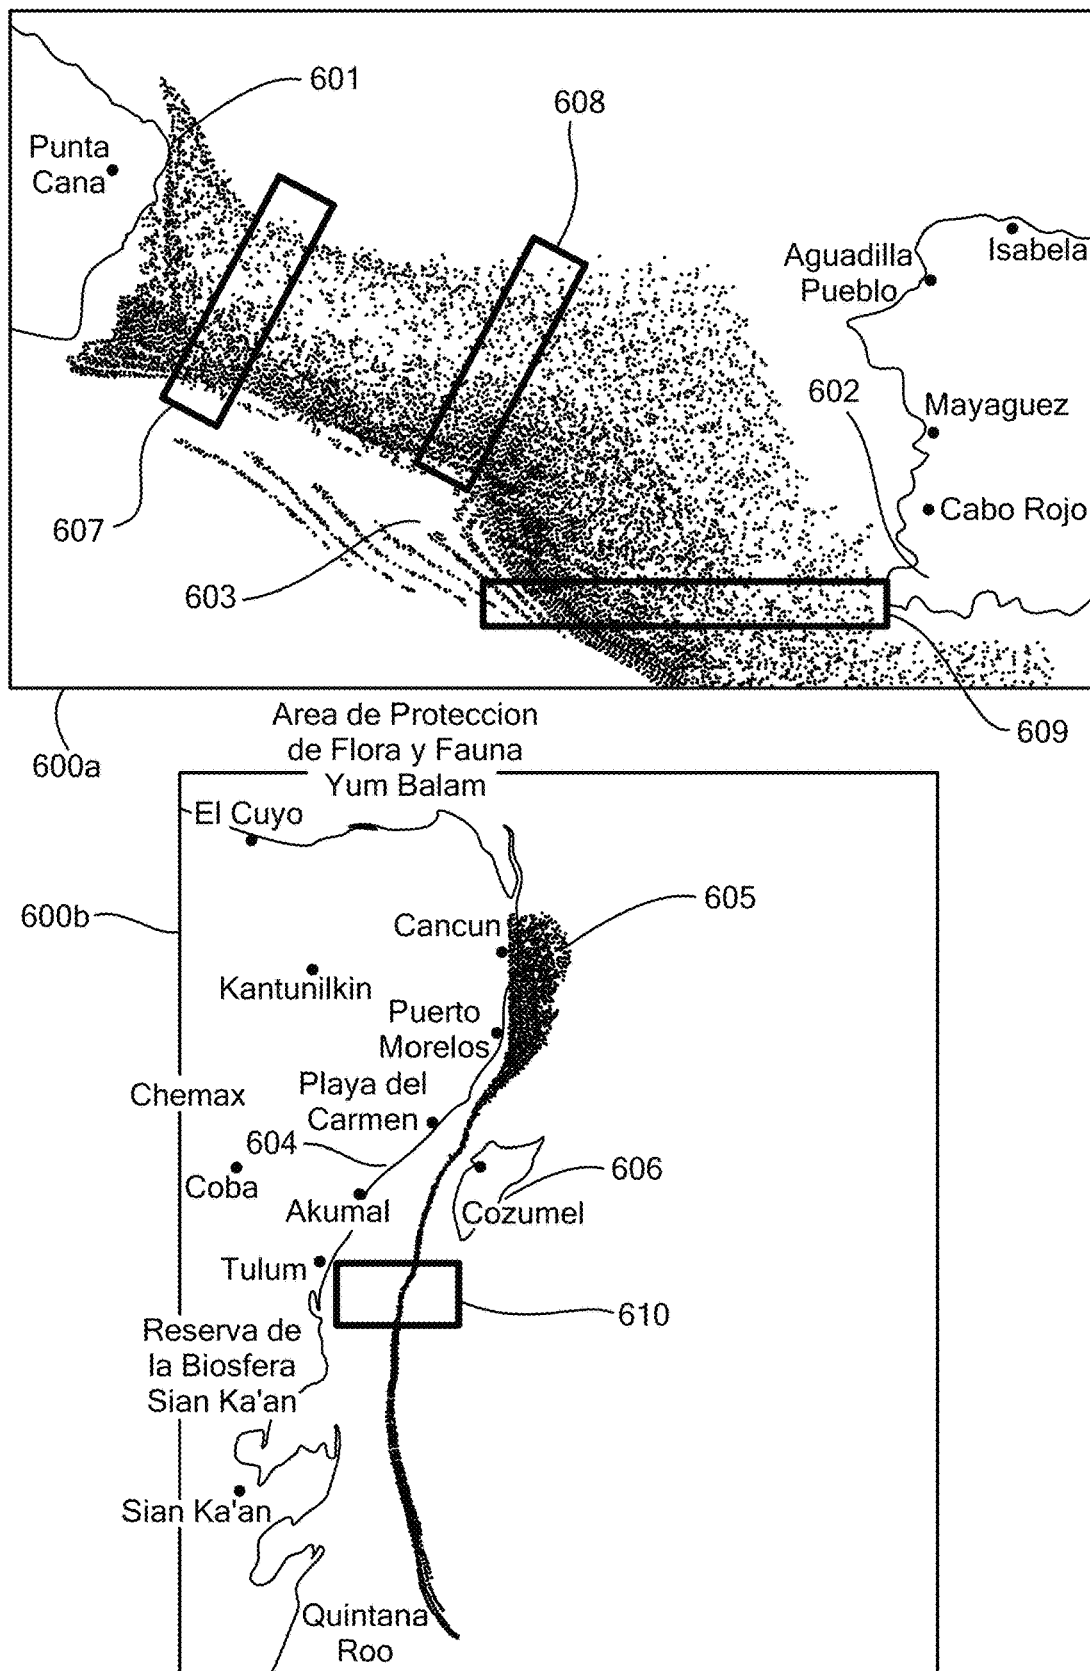 601
608
Punta
Cana
Aguadilla
Pueblo
Isabela
602
Mayaguez
Cabo Rojo
607
603
609
600a
Area de Proteccion
de Flora y Fauna
Yum Balam
El Cuyo
605
600b
Cancun
Kantunilkin
Puerto
Morelos
Playa del
Carmen
Chemax
604
606
Coba
Akumal
Cozumel
Tulum
610
Reserva de
la Biosfera
Sian Ka'an
Sian Ka'an
Quintana
Roo